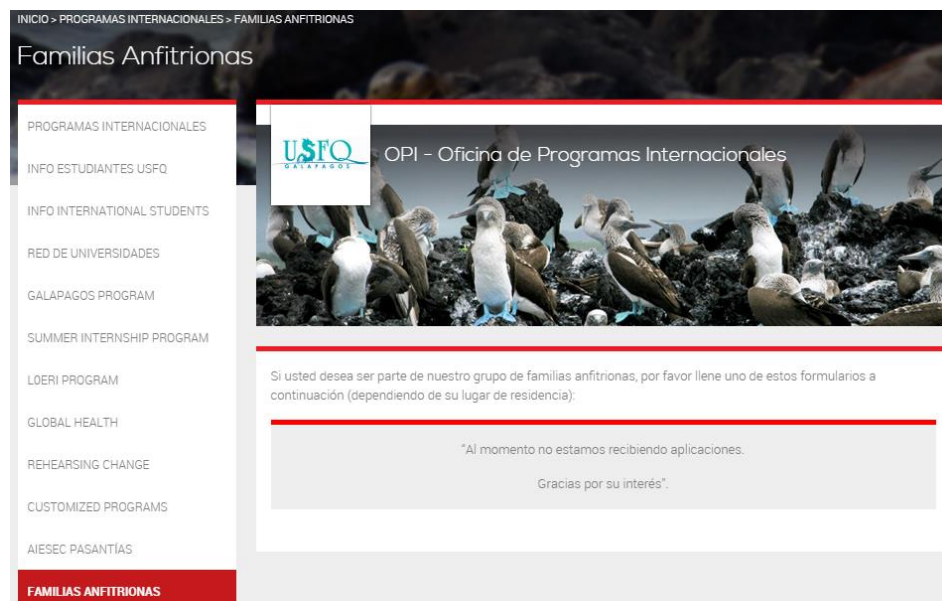 INICIO > PROGRAMAS INTERNACIONALES > FAMILIAS ANFITRIONAS
Familias Anfitrionas
PROGRAMAS INTERNACIONALES
INFO ESTUDIANTES USFQ
INFO INTERNATIONAL STUDENTS
RED DE UNIVERSIDADES
GALAPAGOS PROGRAM
SUMMER INTERNSHIP PROGRAM
LOERI PROGRAM
GLOBAL HEALTH
REHEARSING CHANGE
CUSTOMIZED PROGRAMS
AIESEC PASANTÍAS
FAMILIAS ANFITRIONAS
USFQ
GALAPAGOS
OPI - Oficina de Programas Internacionales
Si usted desea ser parte de nuestro grupo de familias anfitrionas, por favor llene uno de estos formularios a
continuación (dependiendo de su lugar de residencia):
"Al momento no estamos recibiendo aplicaciones.
Gracias por su interés".